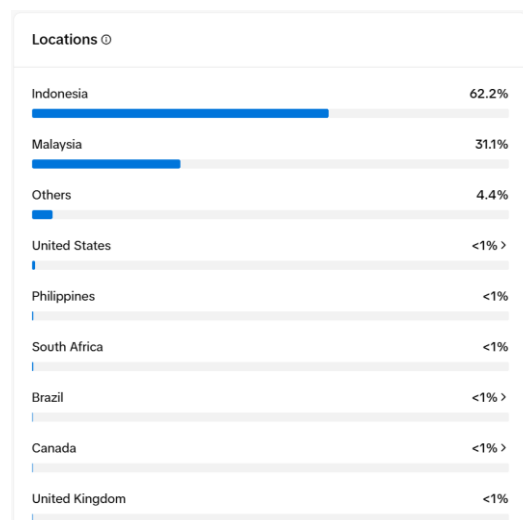 Locations
Indonesia 62.2%
Malaysia 31.1%
Others 4.4%
United States <1% >
Philippines <1%
South Africa <1%
Brazil <1% >
Canada <1% >
United Kingdom <1%